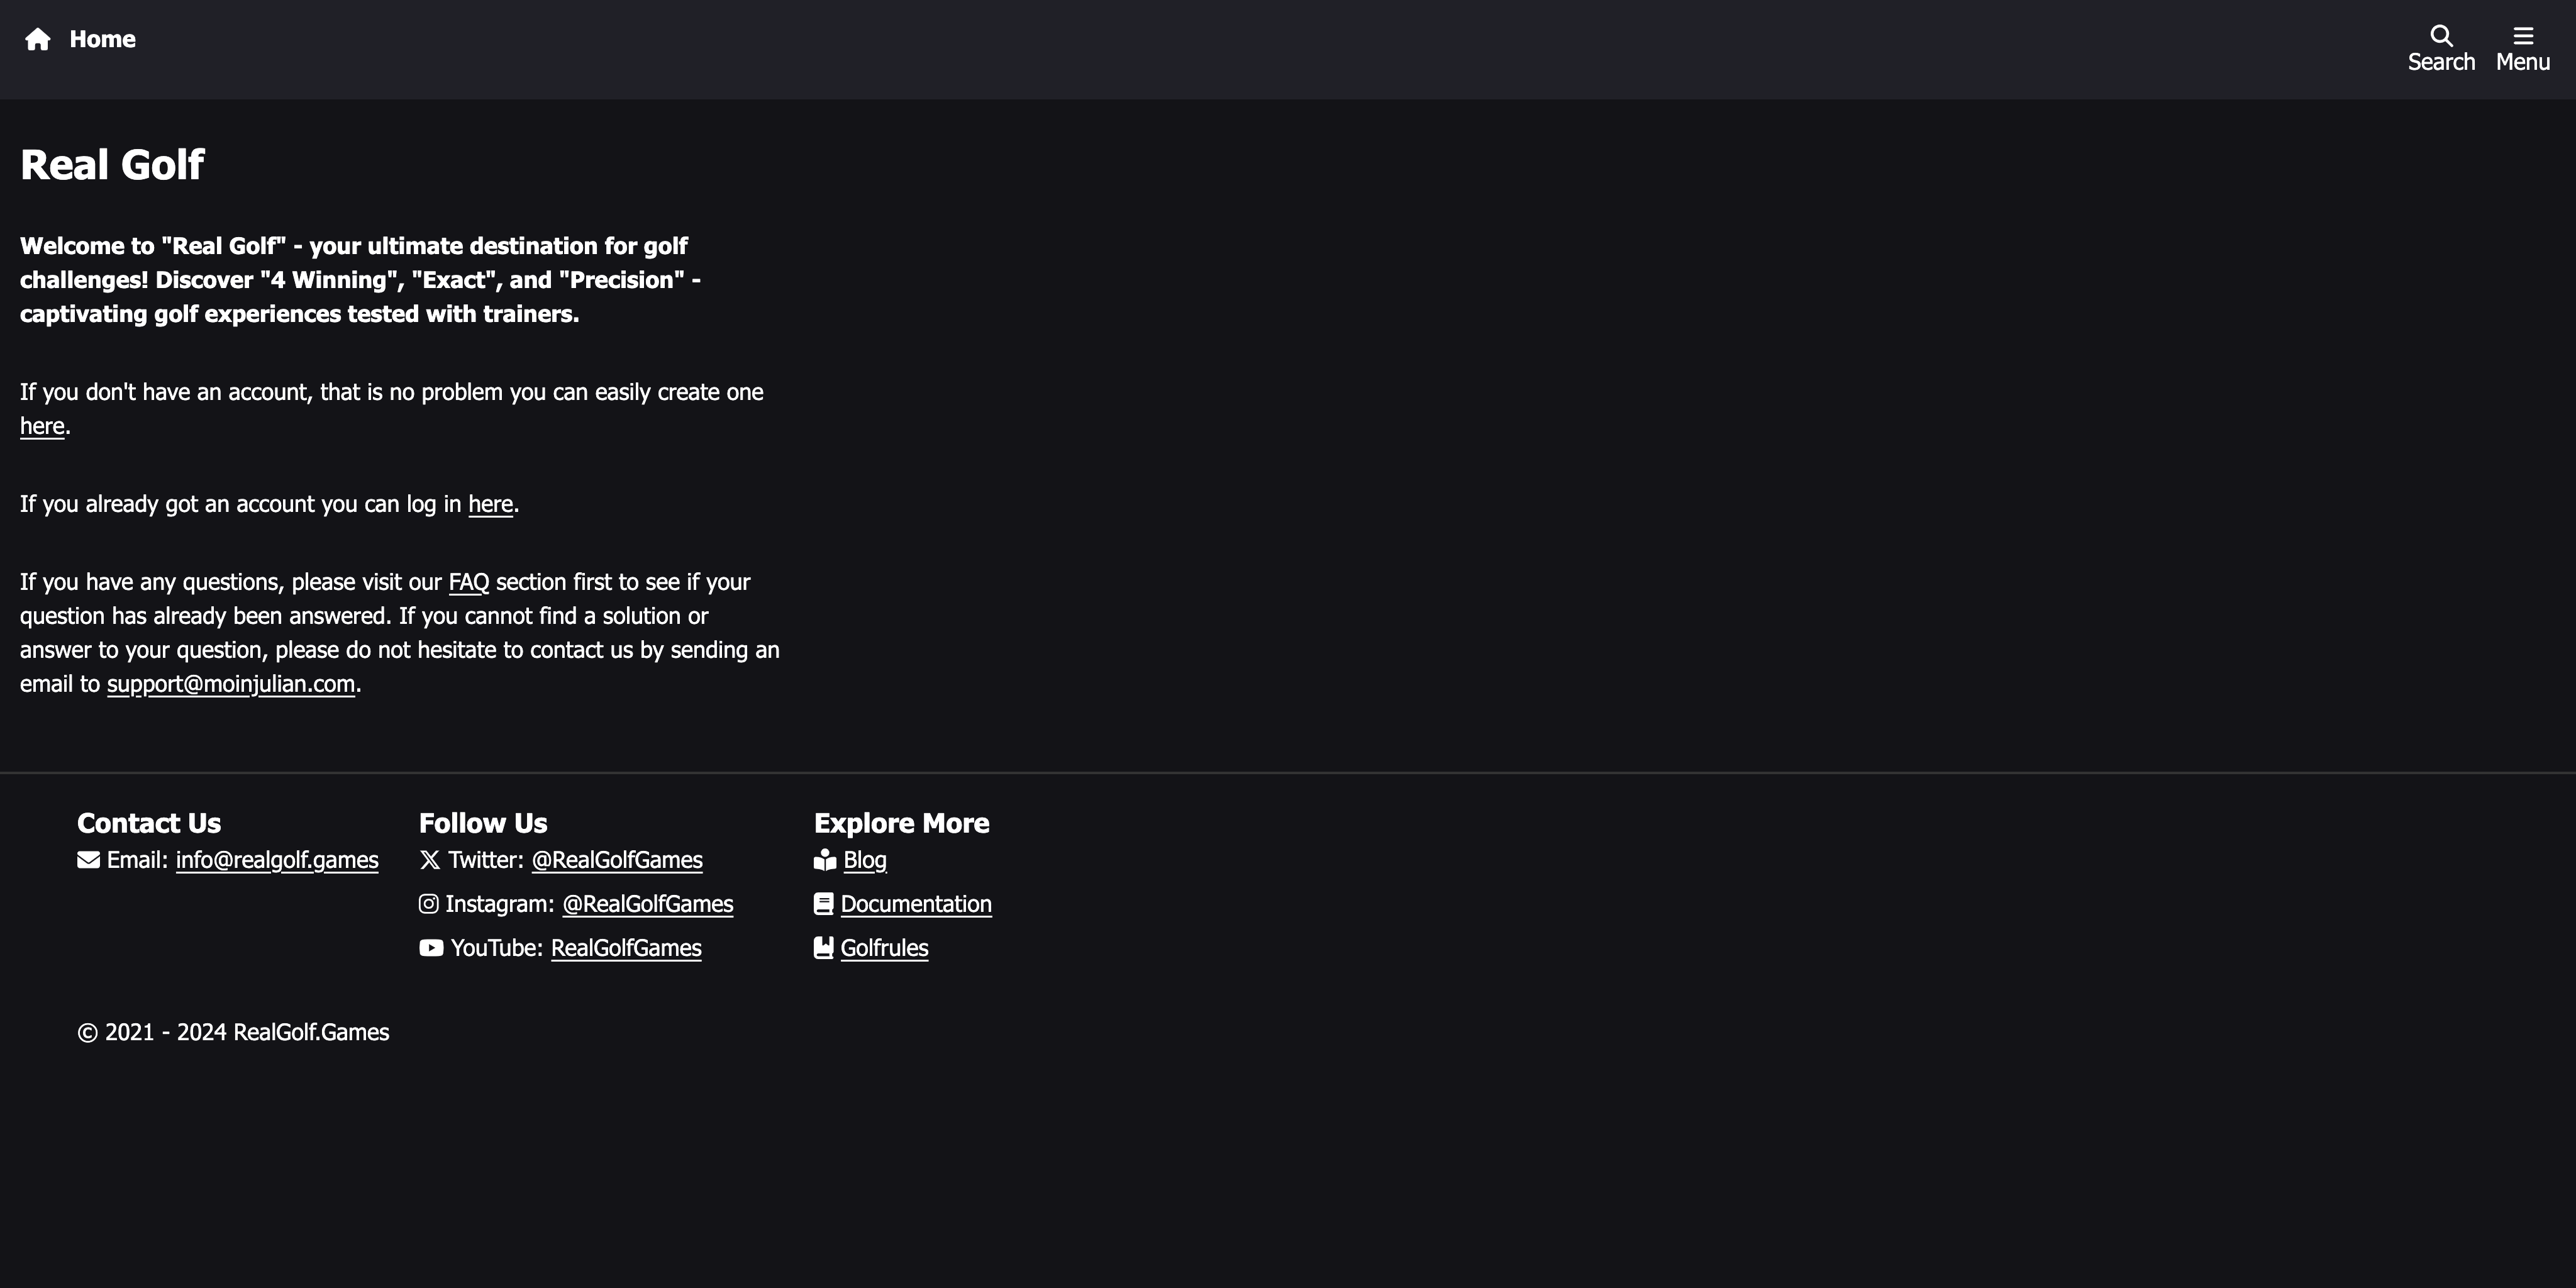 Home
Search
Menu
Real Golf
Welcome to "Real Golf" - your ultimate destination for golf
challenges! Discover "4 Winning", "Exact", and "Precision" -
captivating golf experiences tested with trainers.
If you don't have an account, that is no problem you can easily create one
here.
If you already got an account you can log in here.
If you have any questions, please visit our FAQ section first to see if your
question has already been answered. If you cannot find a solution or
answer to your question, please do not hesitate to contact us by sending an
email to support@moinjulian.com.
Contact Us
Email: info@realgolf.games
Follow Us
Twitter: @RealGolfGames
Instagram: @RealGolfGames
YouTube: RealGolfGames
Explore More
Blog
Documentation
Golfrules
© 2021 - 2024 RealGolf.Games